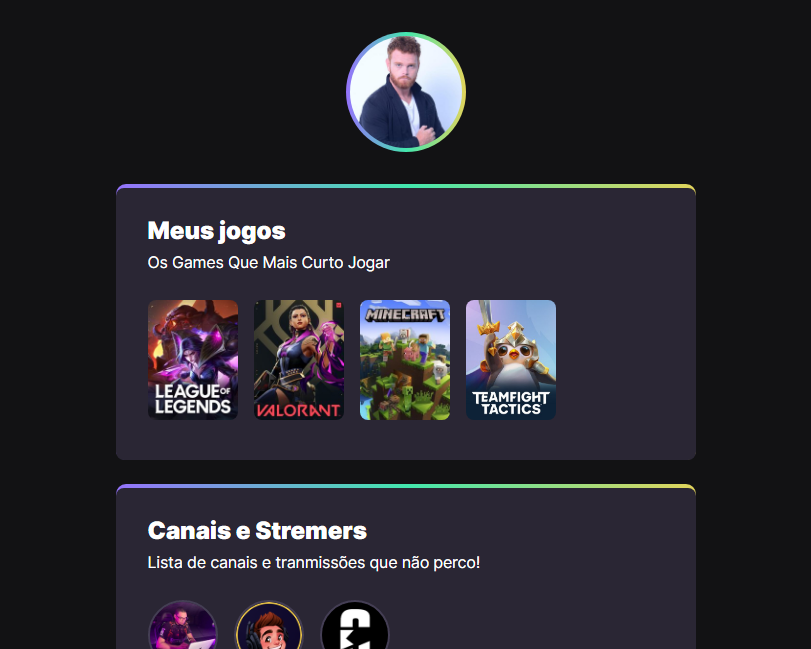 Meus jogos
Os Games Que Mais Curto Jogar
LEAGUE OF
LEGENDS
VALORANT
MINECRAFT
TEAMFIGHT
TACTICS
Canais e Stremers
Lista de canais e tranmissões que não perco!